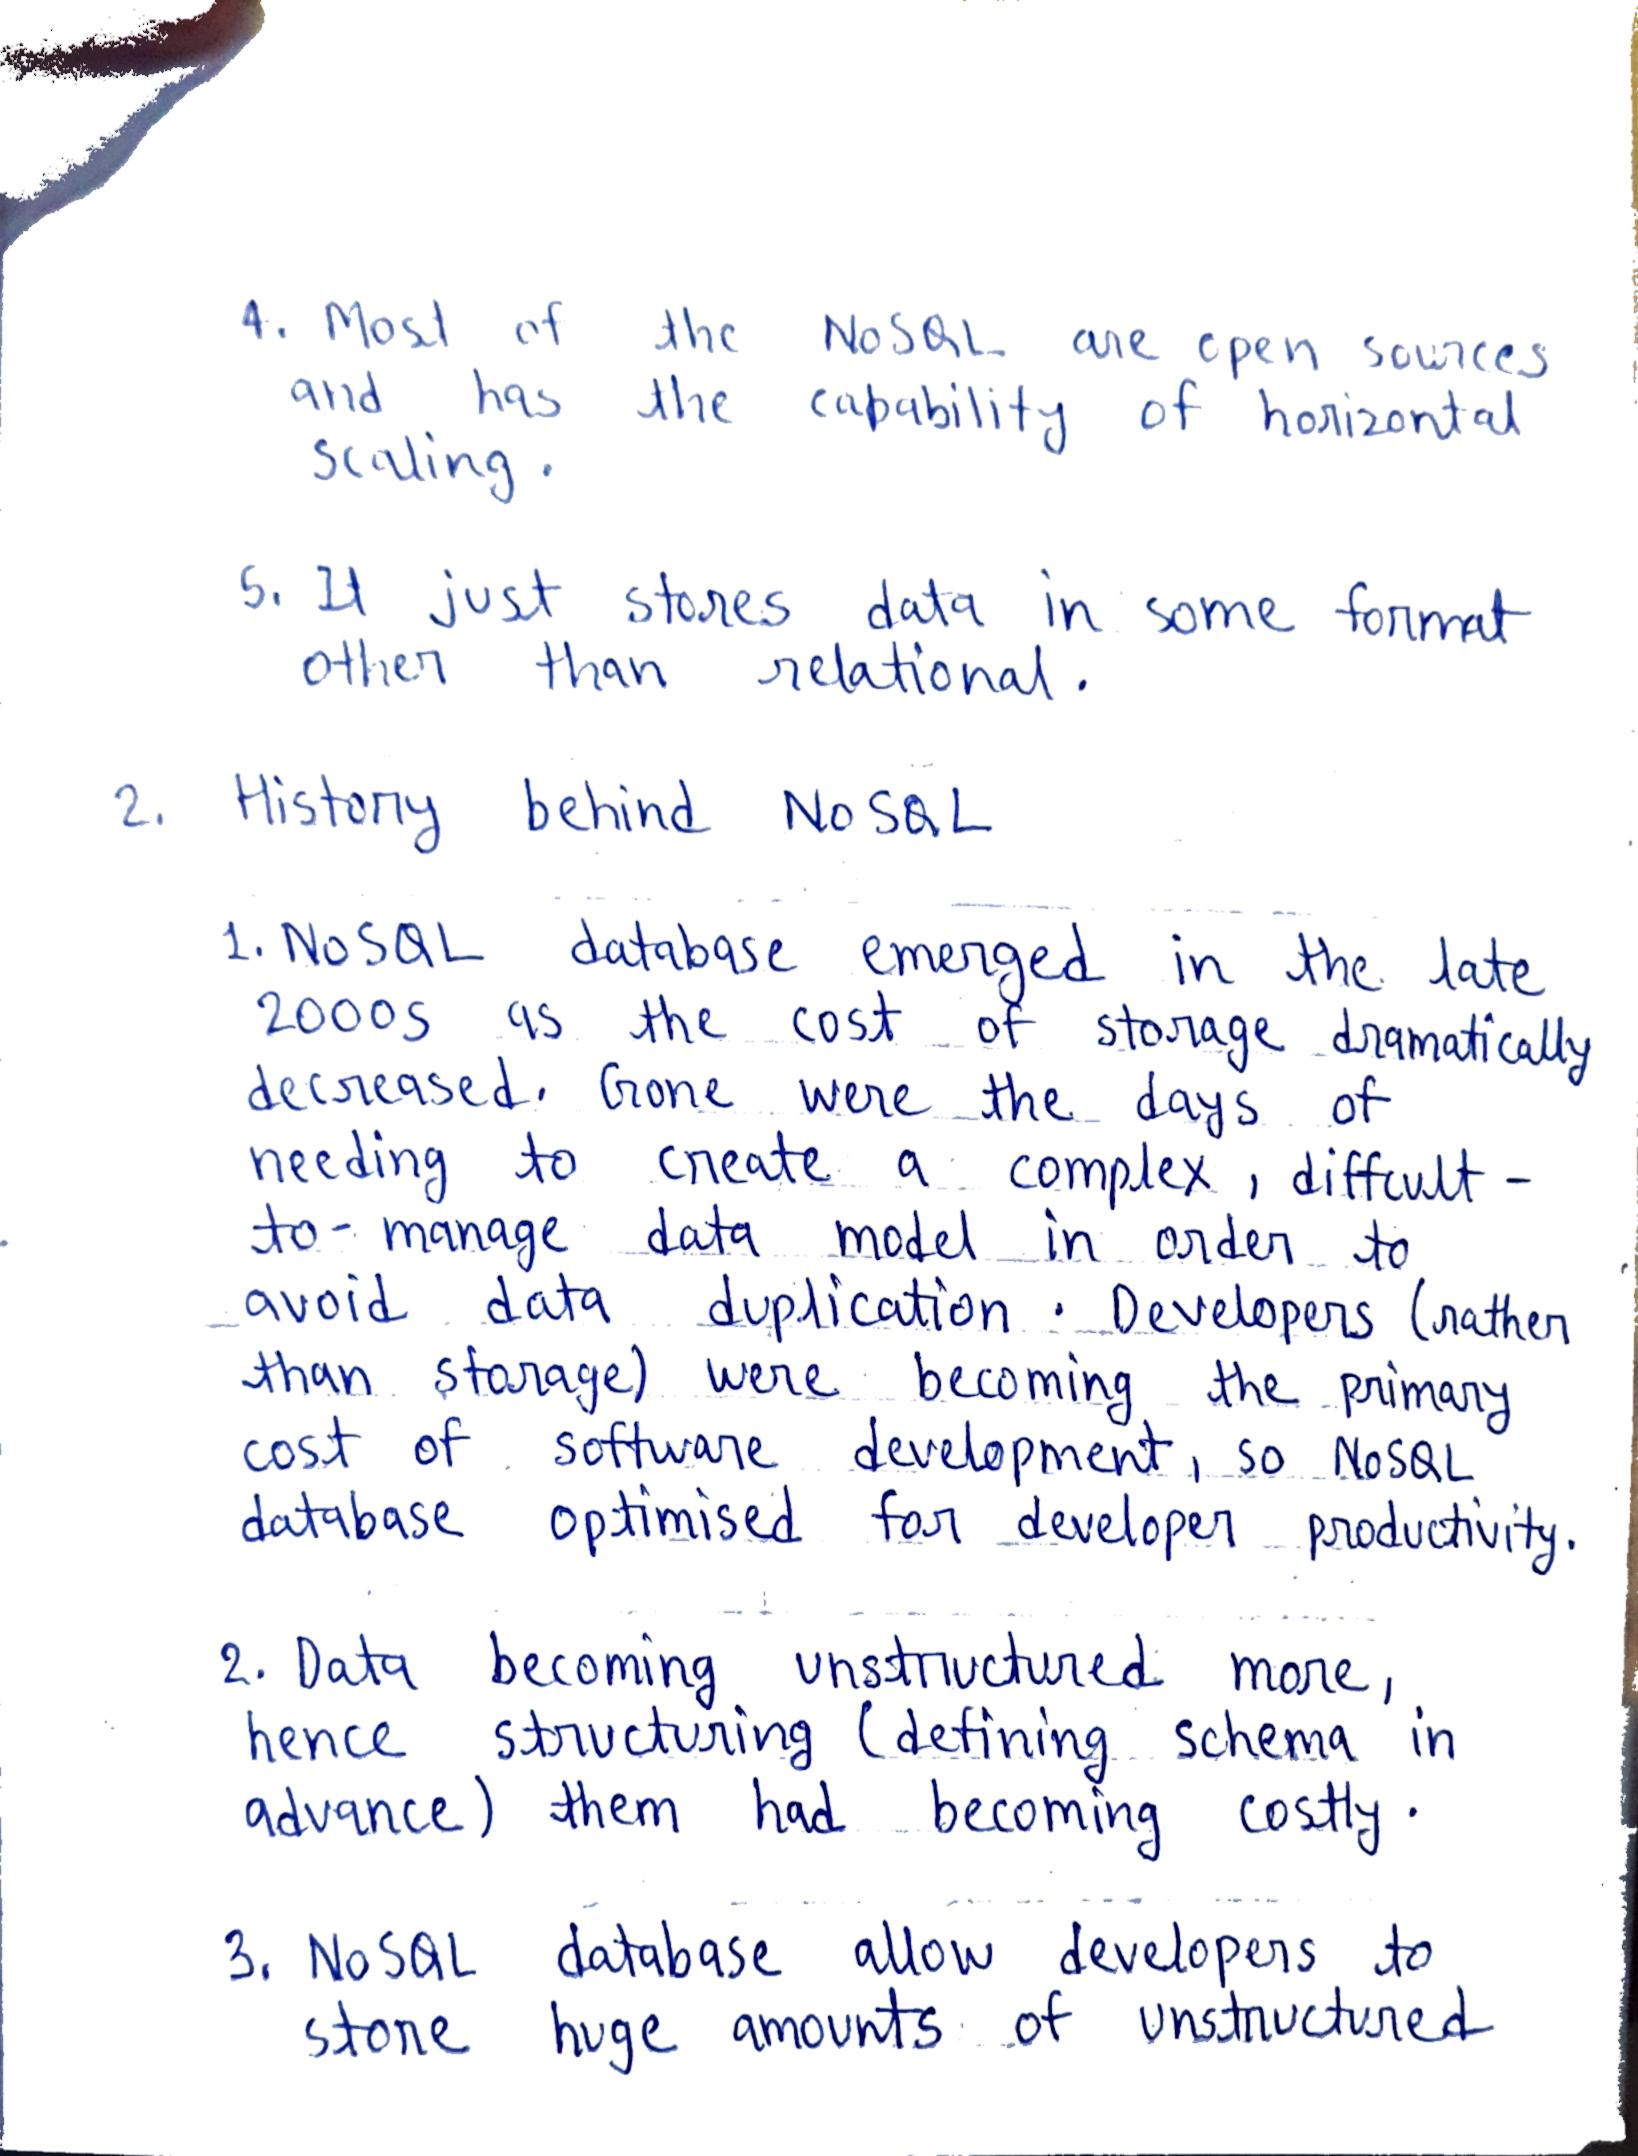 4. Most of the NoSQL are open sources
and has the capability of horizontal
scaling.
5. It just stores data in some format
other than relational.
2. History behind NoSQL
1. NoSQL database emerged in the late
2000s as the cost of storage dramatically
decreased. Gone were the days of
needing to create a complex, diffcult-
to-manage data model in order to
avoid data duplication. Developers (rather
than storage) were becoming the primary
cost of software development, so NoSQL
database optimised for developer productivity.
2. Data becoming unstructured more,
hence structuring (defining schema in
advance) them had becoming costly.
3. NoSQL database allow developers to
store huge amounts of unstructured